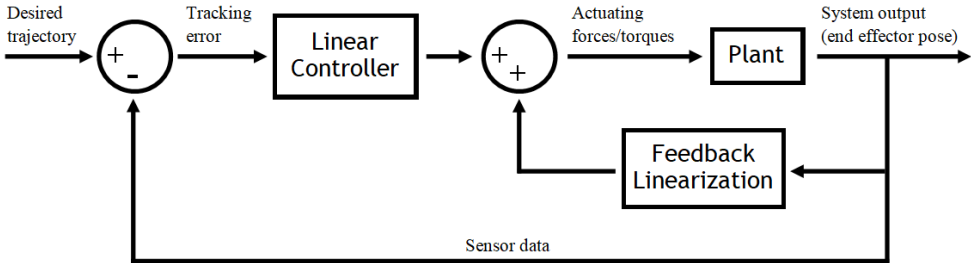 Desired
trajectory
+
-
Tracking
error
Linear
Controller
+
+
Actuating
forces/torques
Plant
System output
(end effector pose)
Feedback
Linearization
Sensor data